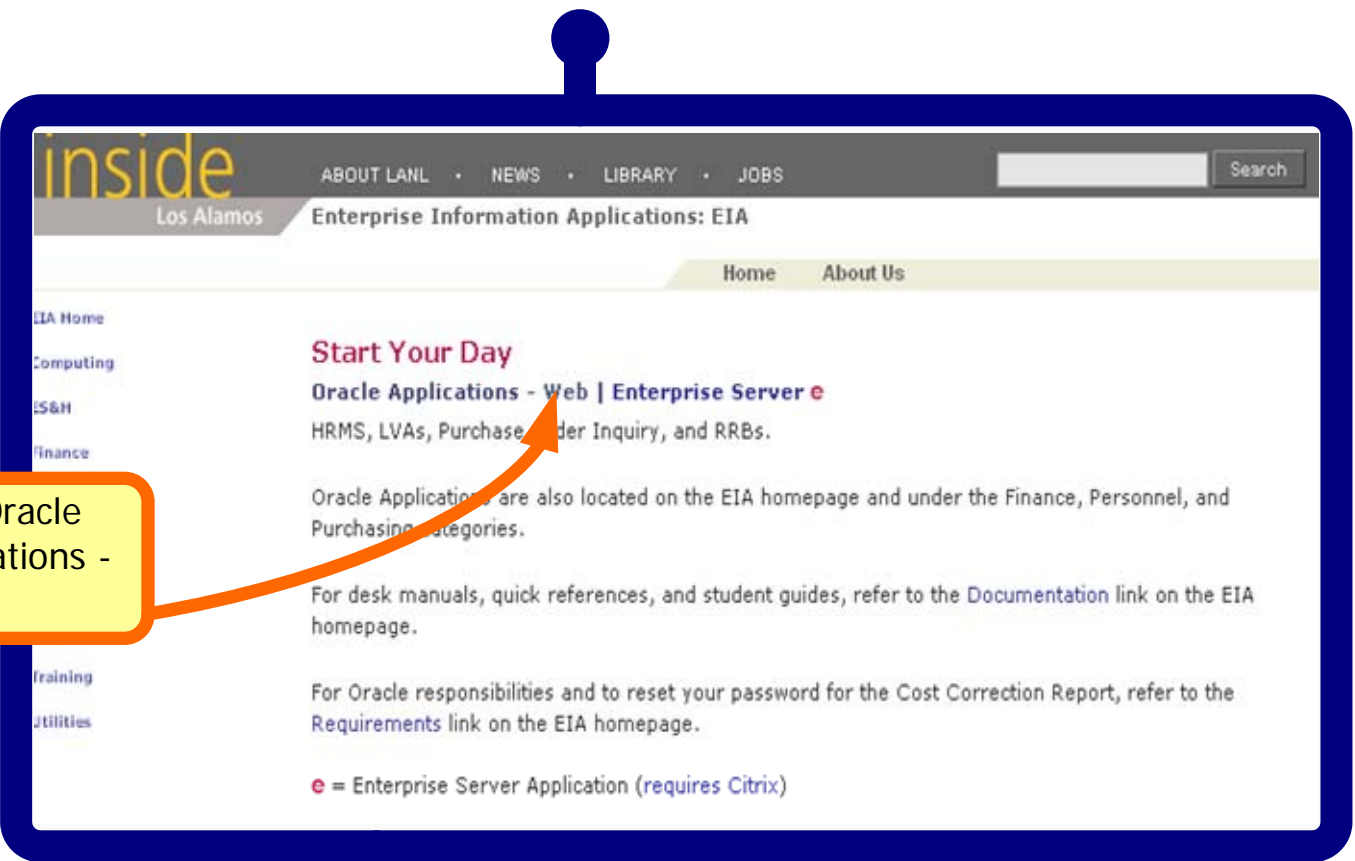 inside
Los Alamos
ABOUT LANL · NEWS · LIBRARY · JOBS
Search
Enterprise Information Applications: EIA
Home About Us
EIA Home
Computing
ES&H
Finance
Training
Utilities
Oracle
ations -
Start Your Day
Oracle Applications - Web | Enterprise Server e
HRMS, LVAs, Purchase Order Inquiry, and RRBs.
Oracle Applications are also located on the EIA homepage and under the Finance, Personnel, and
Purchasing categories.
For desk manuals, quick references, and student guides, refer to the Documentation link on the EIA
homepage.
For Oracle responsibilities and to reset your password for the Cost Correction Report, refer to the
Requirements link on the EIA homepage.
e = Enterprise Server Application (requires Citrix)